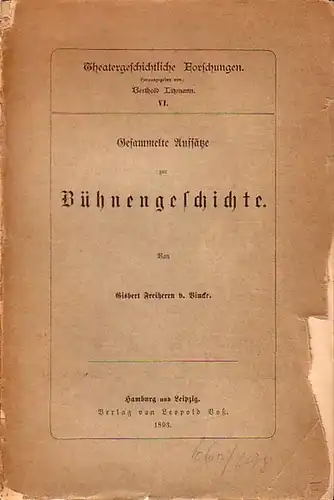 Theatergeschichtliche Forschungen.
Herausgegeben von
Berthold Litzmann.
VI.
Gesammelte Aufsätze
zur
Bühnengeschichte.
Von
Gisbert Freiherrn v. Vincke.
Hamburg und Leipzig.
Verlag von Leopold Voß.
1893.